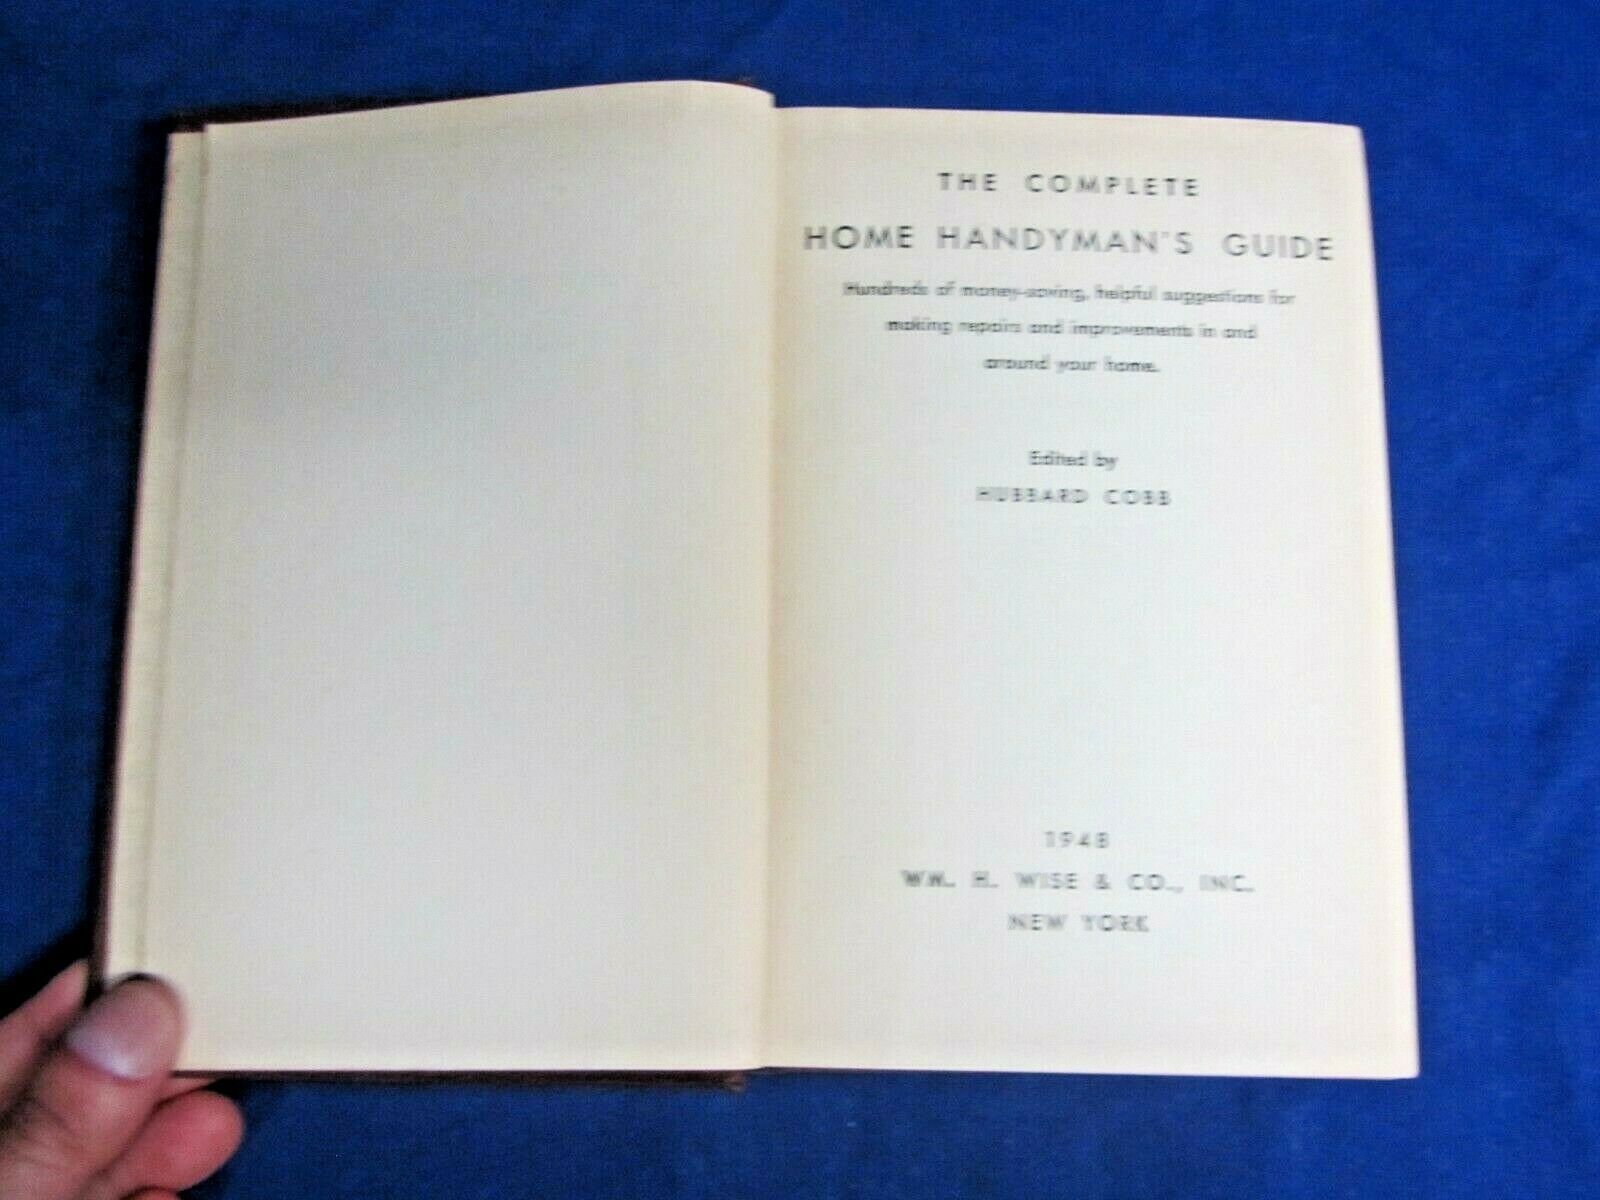 THE COMPLETE
HOME HANDYMAN'S GUIDE
Hundreds of money-saving, helpful suggestions for
making repairs and improvements in and
around your home.
Edited by
HUBBARD COBB
1948
WM. H. WISE & CO., INC.
NEW YORK